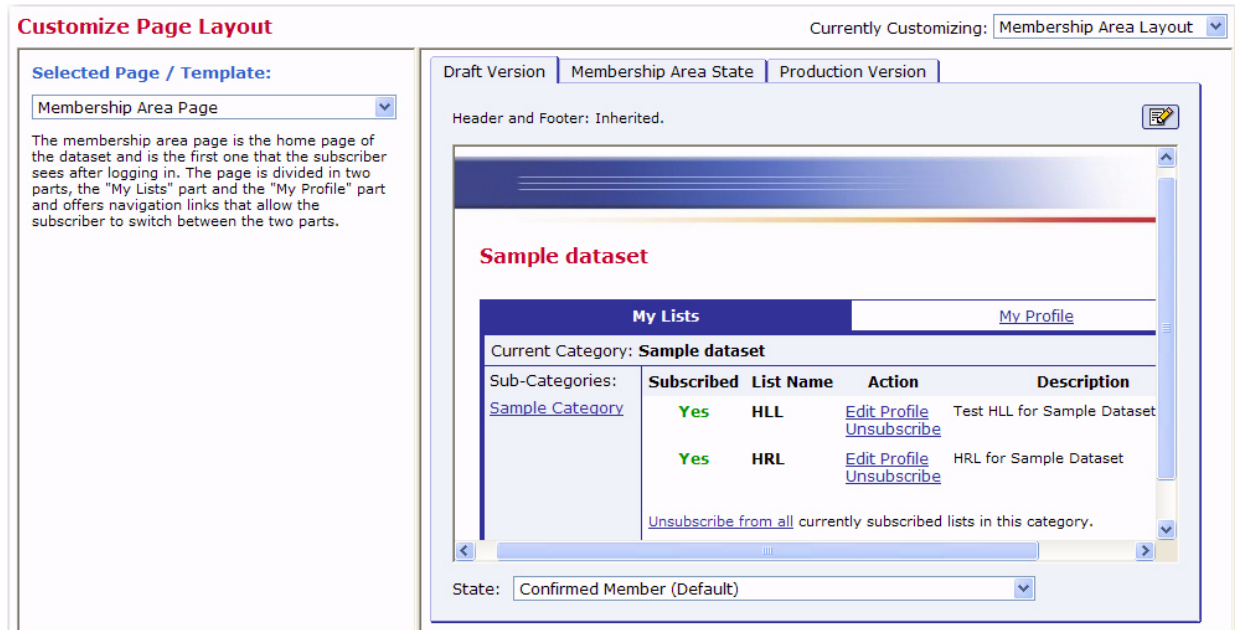 Customize Page Layout
Currently Customizing: Membership Area Layout
Selected Page / Template:
Membership Area Page
The membership area page is the home page of
the dataset and is the first one that the subscriber
sees after logging in. The page is divided in two
parts, the "My Lists" part and the "My Profile" part
and offers navigation links that allow the
subscriber to switch between the two parts.
Draft Version Membership Area State Production Version
Header and Footer: Inherited.
Sample dataset
My Lists My Profile
Current Category: Sample dataset
Sub-Categories:
Sample Category
Subscribed List Name Action Description
Yes HLL Edit Profile Test HLL for Sample Dataset
Unsubscribe
Yes HRL Edit Profile HRL for Sample Dataset
Unsubscribe
Unsubscribe from all currently subscribed lists in this category.
State: Confirmed Member (Default)